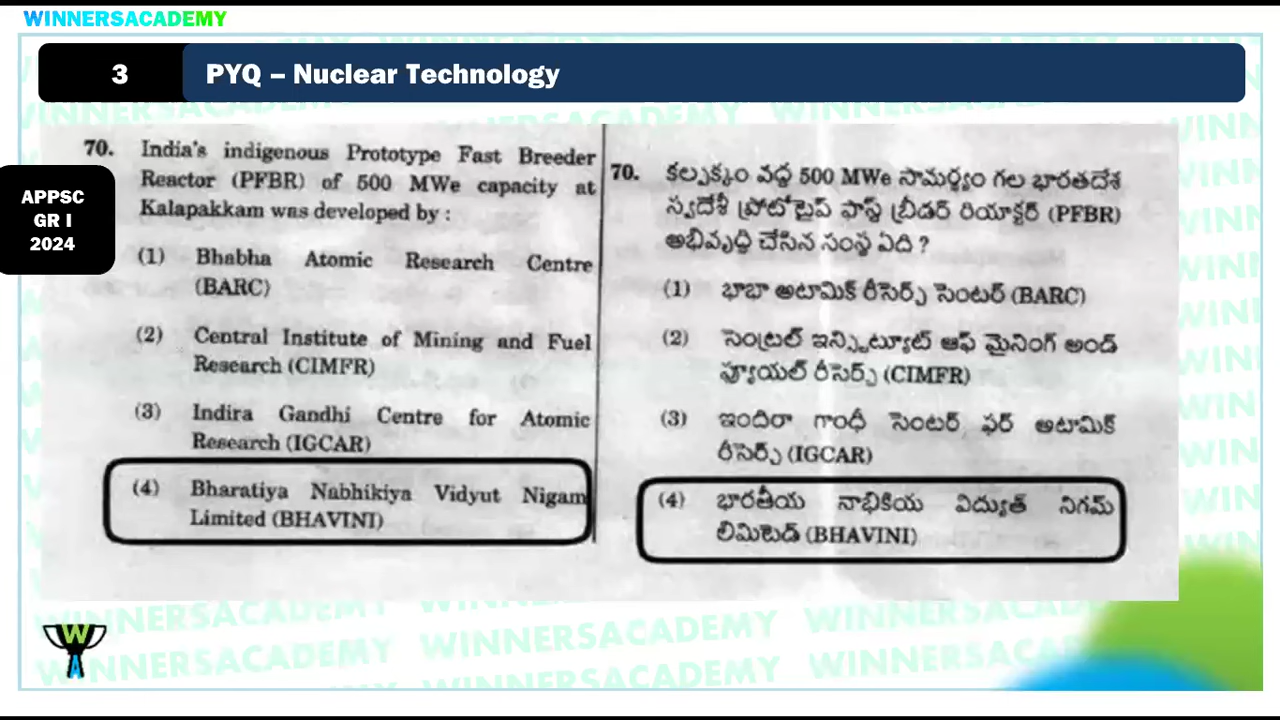 WINNERSACADEMY
3
PYQ – Nuclear Technology
APPSC
GR I
2024
70. India's indigenous Prototype Fast Breeder
Reactor (PFBR) of 500 MWe capacity at
Kalapakkam was developed by :
(1) Bhabha Atomic Research Centre
(BARC)
(2) Central Institute of Mining and Fuel
Research (CIMFR)
(3) Indira Gandhi Centre for Atomic
Research (IGCAR)
(4) Bharatiya Nabhikiya Vidyut Nigam
Limited (BHAVINI)
70. కల్పక్కం వద్ద 500 MWe సామర్థ్యం గల భారతదేశ
స్వదేశీ ప్రోటోటైప్ ఫాస్ట్ బ్రీడర్ రియాక్టర్ (PFBR)
అభివృద్ధి చేసిన సంస్థ ఏది ?
(1) భాభా అటామిక్ రీసెర్చ్ సెంటర్ (BARC)
(2) సెంట్రల్ ఇన్స్టిట్యూట్ ఆఫ్ మైనింగ్ అండ్
ఫ్యూయల్ రీసెర్చ్ (CIMFR)
(3) ఇందిరా గాంధీ సెంటర్ ఫర్ అటామిక్
రీసెర్చ్ (IGCAR)
(4) భారతీయ నాభికియ విద్యుత్ నిగమ్
లిమిటెడ్ (BHAVINI)
WINNERSACADEMY WINNERSACADEMY
WINNERSACADEMY WINNERSACADEMY
W
A